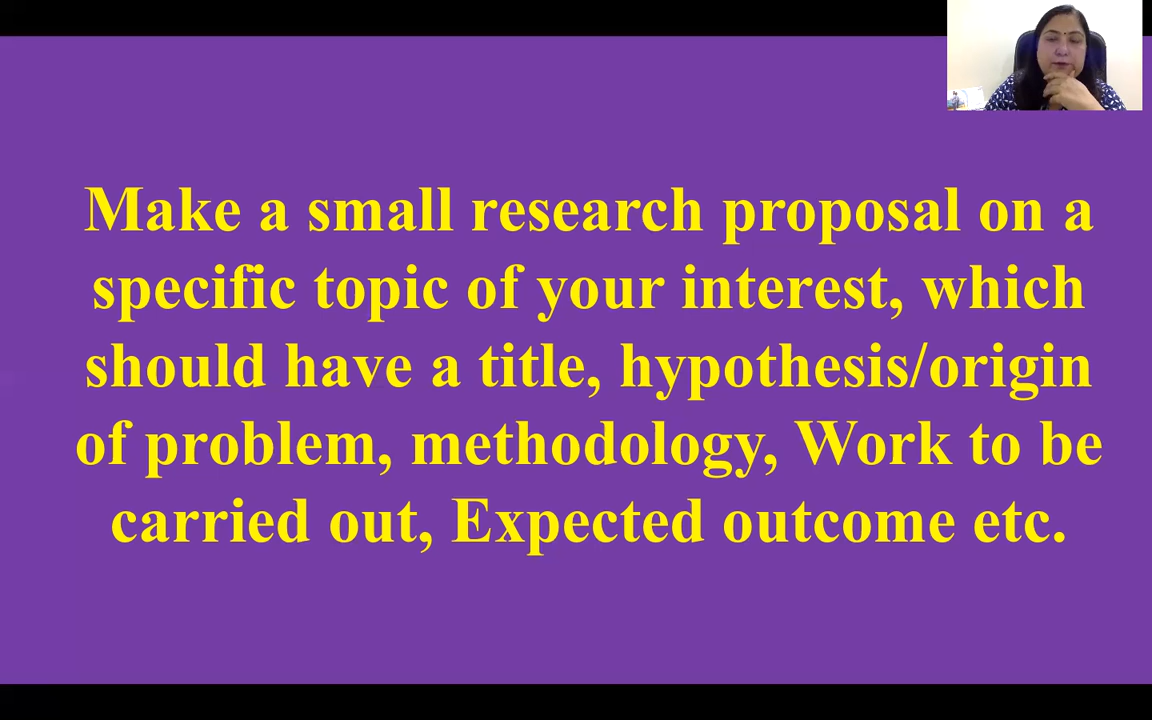 Make a small research proposal on a
specific topic of your interest, which
should have a title, hypothesis/origin
of problem, methodology, Work to be
carried out, Expected outcome etc.